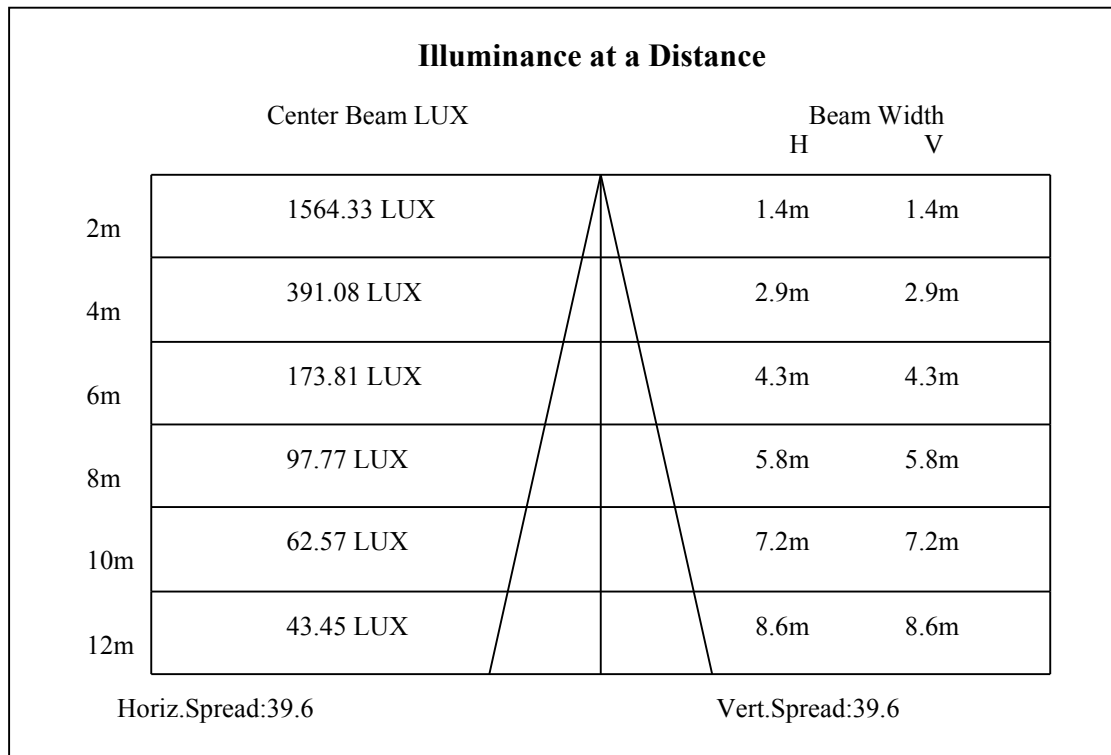 Illuminance at a Distance
Center Beam LUX Beam Width
H V
2m 1564.33 LUX 1.4m 1.4m
4m 391.08 LUX 2.9m 2.9m
6m 173.81 LUX 4.3m 4.3m
8m 97.77 LUX 5.8m 5.8m
10m 62.57 LUX 7.2m 7.2m
12m 43.45 LUX 8.6m 8.6m
Horiz.Spread:39.6 Vert.Spread:39.6